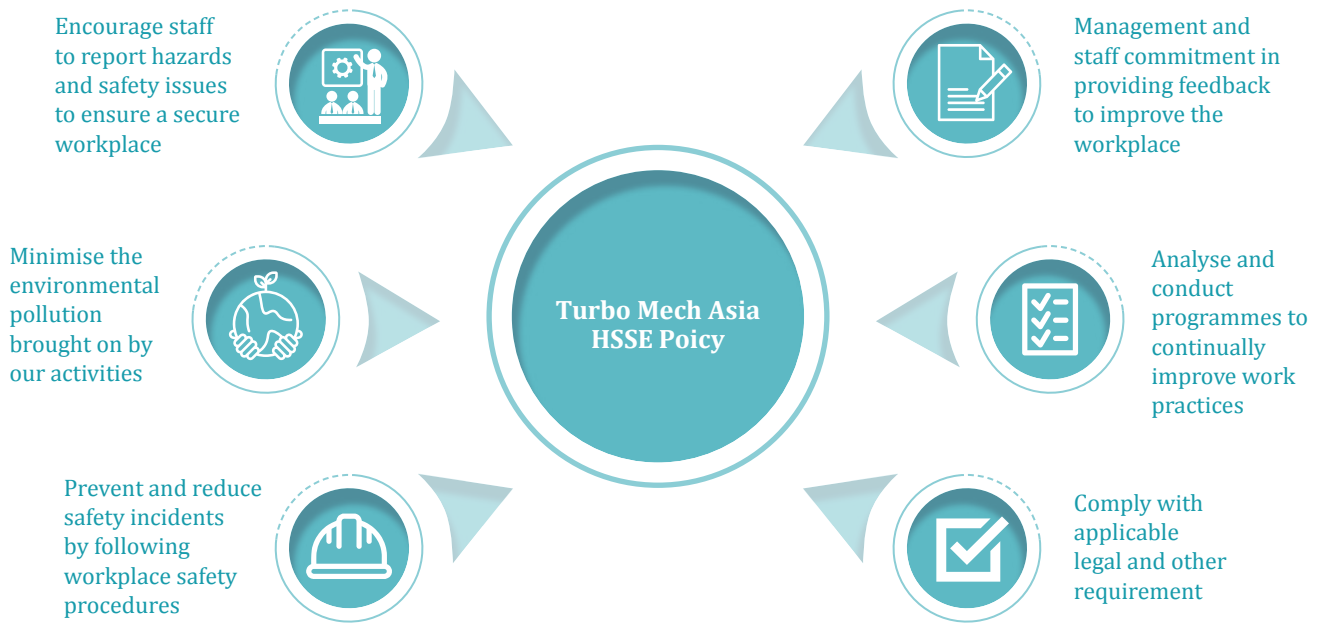 Encourage staff
to report hazards
and safety issues
to ensure a secure
workplace
Management and
staff commitment in
providing feedback
to improve the
workplace
Minimise the
environmental
pollution
brought on by
our activities
Turbo Mech Asia
HSSE Poicy
Analyse and
conduct
programmes to
continually
improve work
practices
Prevent and reduce
safety incidents
by following
workplace safety
procedures
Comply with
applicable
legal and other
requirement